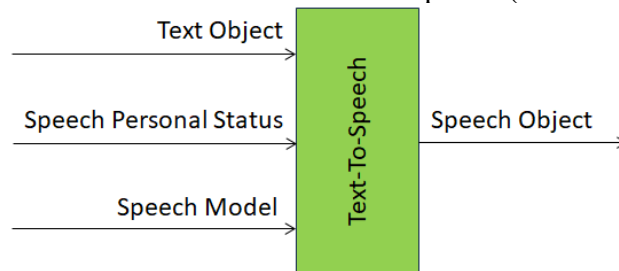 Text Object
Speech Personal Status
Speech Model
Text-To-Speech
Speech Object